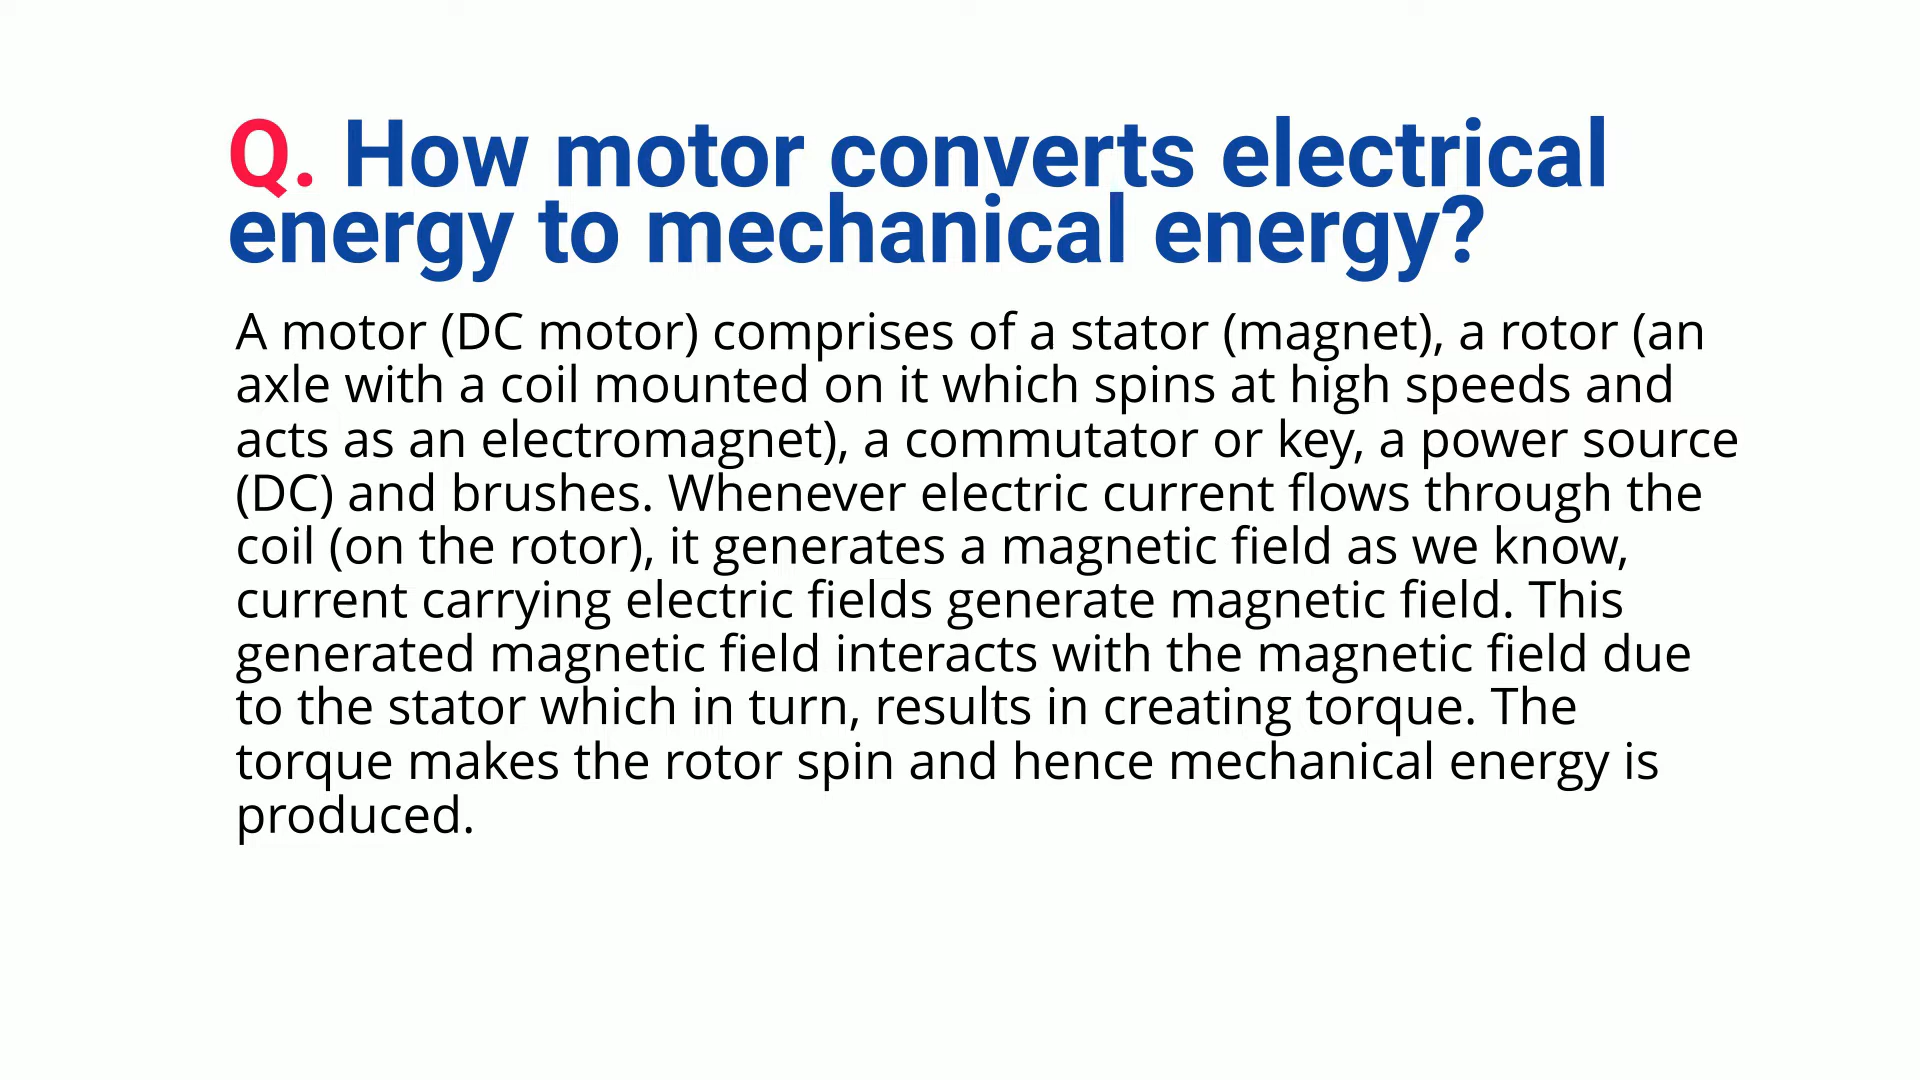 Q. How motor converts electrical
energy to mechanical energy?
A motor (DC motor) comprises of a stator (magnet), a rotor (an
axle with a coil mounted on it which spins at high speeds and
acts as an electromagnet), a commutator or key, a power source
(DC) and brushes. Whenever electric current flows through the
coil (on the rotor), it generates a magnetic field as we know,
current carrying electric fields generate magnetic field. This
generated magnetic field interacts with the magnetic field due
to the stator which in turn, results in creating torque. The
torque makes the rotor spin and hence mechanical energy is
produced.